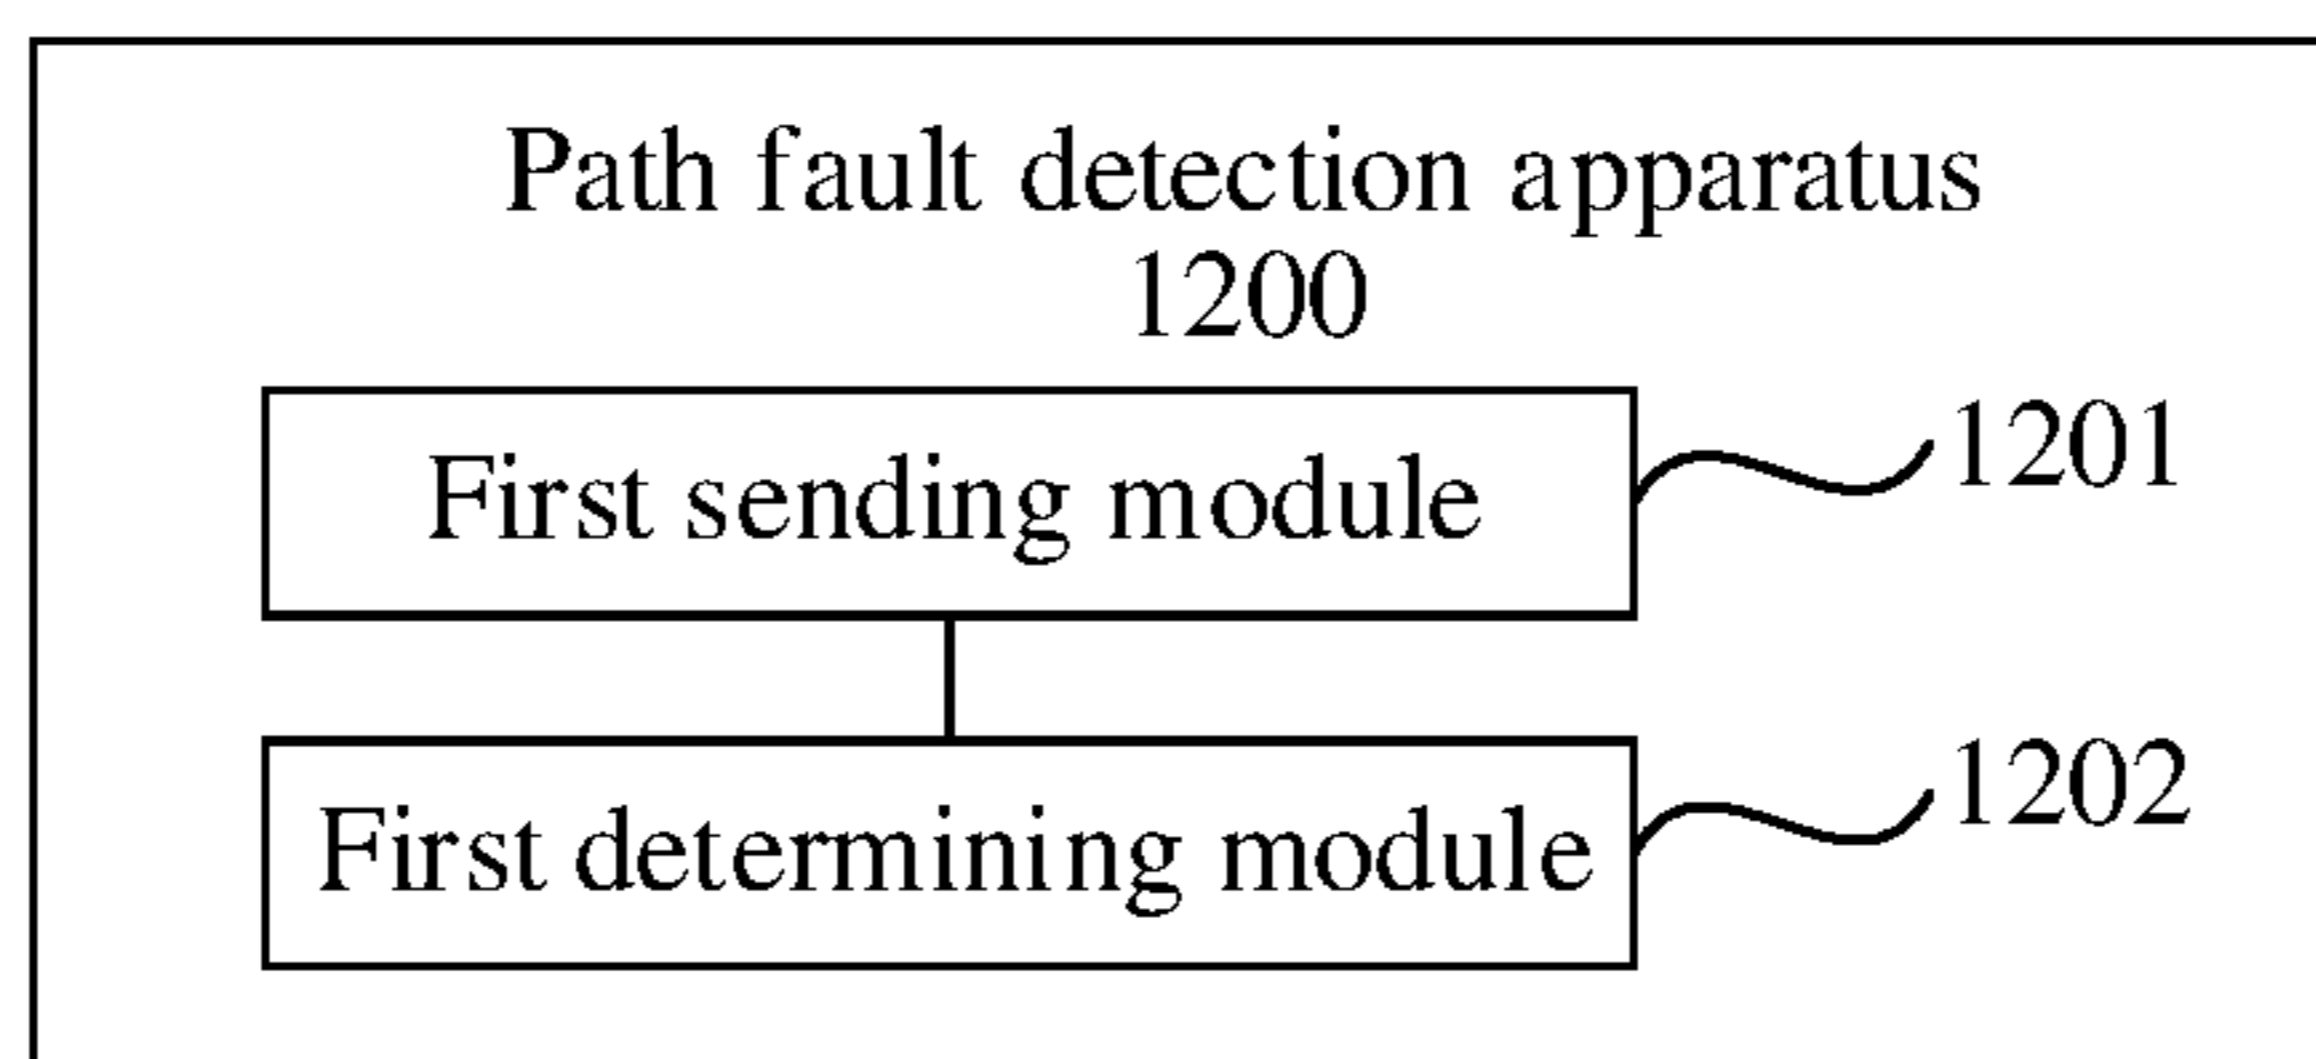 Path fault detection apparatus
1200
First sending module
1201
First determining module
1202